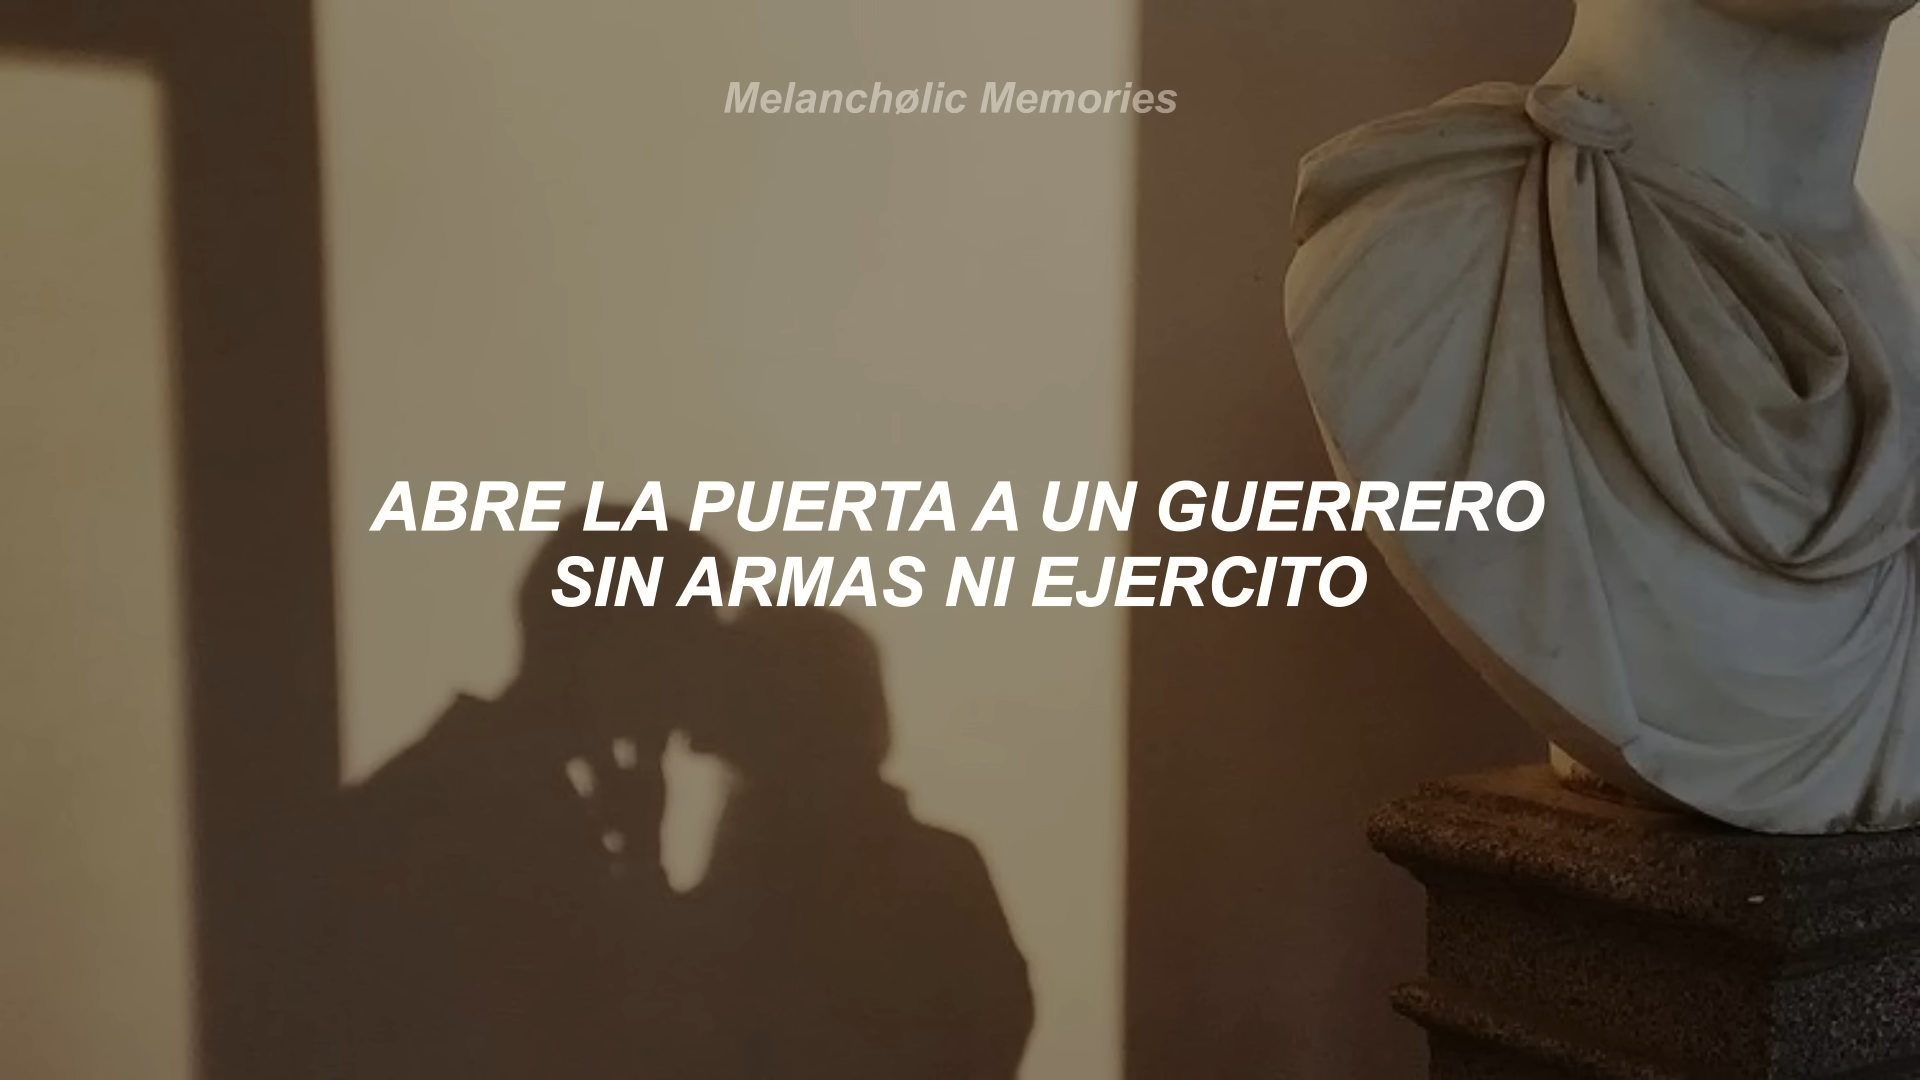 Melanchølic Memories
ABRE LA PUERTA A UN GUERRERO
SIN ARMAS NI EJERCITO